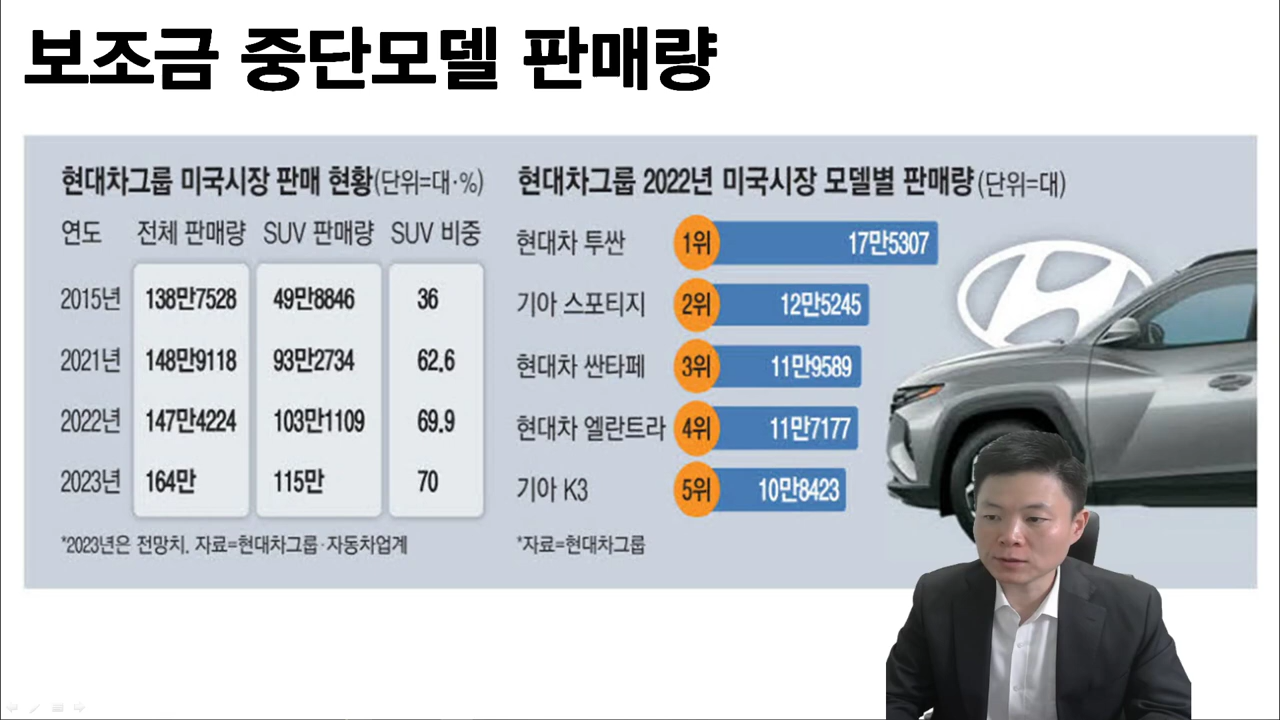 보조금 중단모델 판매량
현대차그룹 미국시장 판매 현황(단위=대·%)
연도 전체 판매량 SUV 판매량 SUV 비중
2015년 138만7528 49만8846 36
2021년 148만9118 93만2734 62.6
2022년 147만4224 103만1109 69.9
2023년 164만 115만 70
*2023년은 전망치. 자료=현대차그룹·자동차업계
현대차그룹 2022년 미국시장 모델별 판매량(단위=대)
현대차 투싼 1위 17만5307
기아 스포티지 2위 12만5245
현대차 싼타페 3위 11만9589
현대차 엘란트라 4위 11만7177
기아 K3 5위 10만8423
*자료=현대차그룹